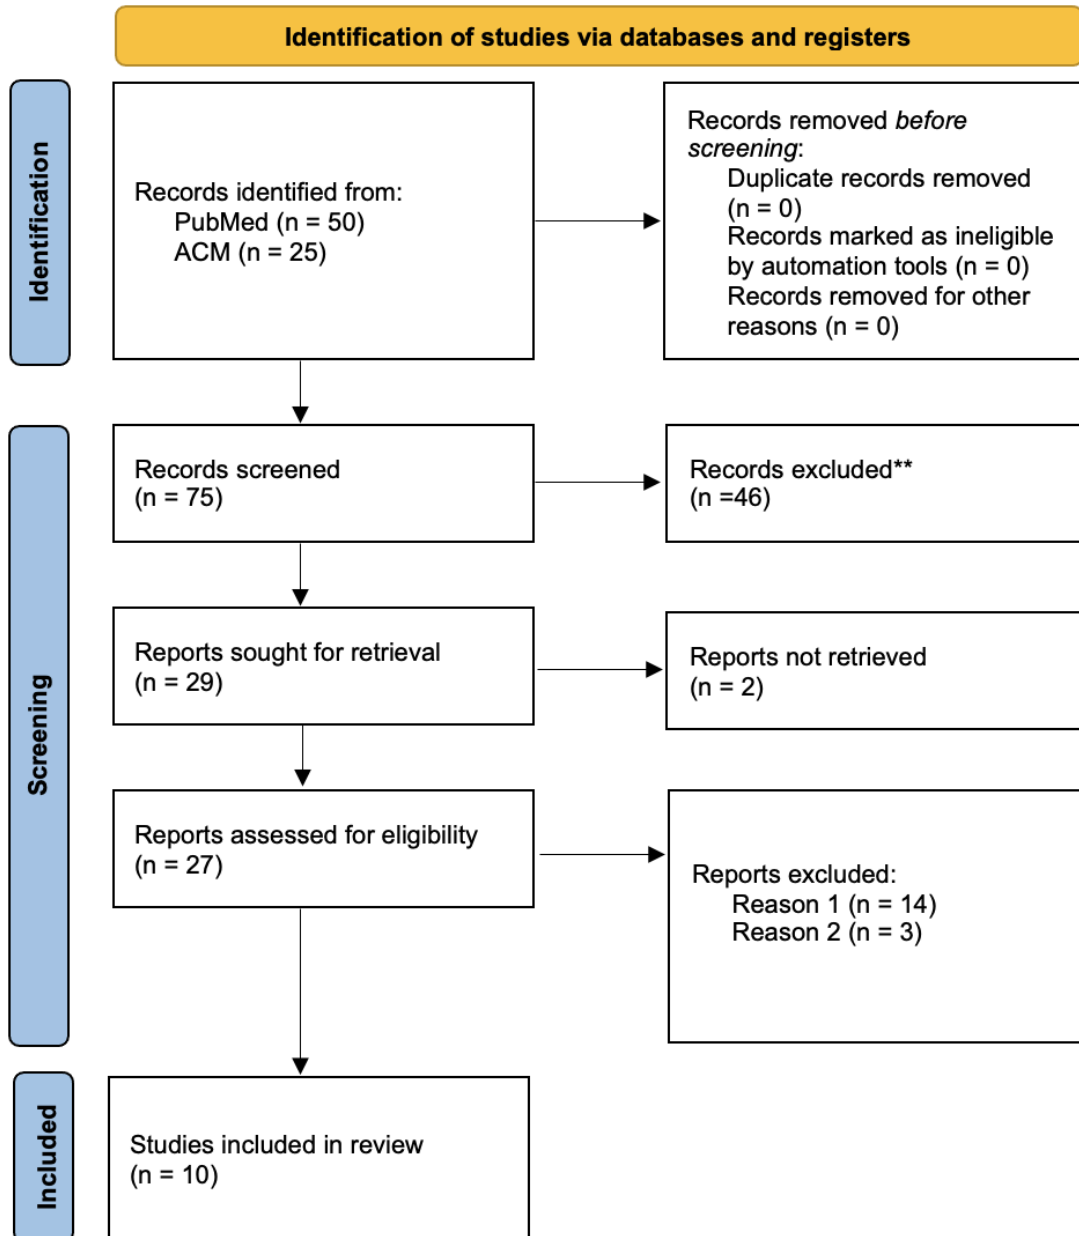 Identification of studies via databases and registers
Identification
Records identified from:
PubMed (n = 50)
ACM (n = 25)
Records removed before
screening:
Duplicate records removed
(n = 0)
Records marked as ineligible
by automation tools (n = 0)
Records removed for other
reasons (n = 0)
Screening
Records screened
(n = 75)
Records excluded**
(n =46)
Reports sought for retrieval
(n = 29)
Reports not retrieved
(n = 2)
Reports assessed for eligibility
(n = 27)
Reports excluded:
Reason 1 (n = 14)
Reason 2 (n = 3)
Included
Studies included in review
(n = 10)